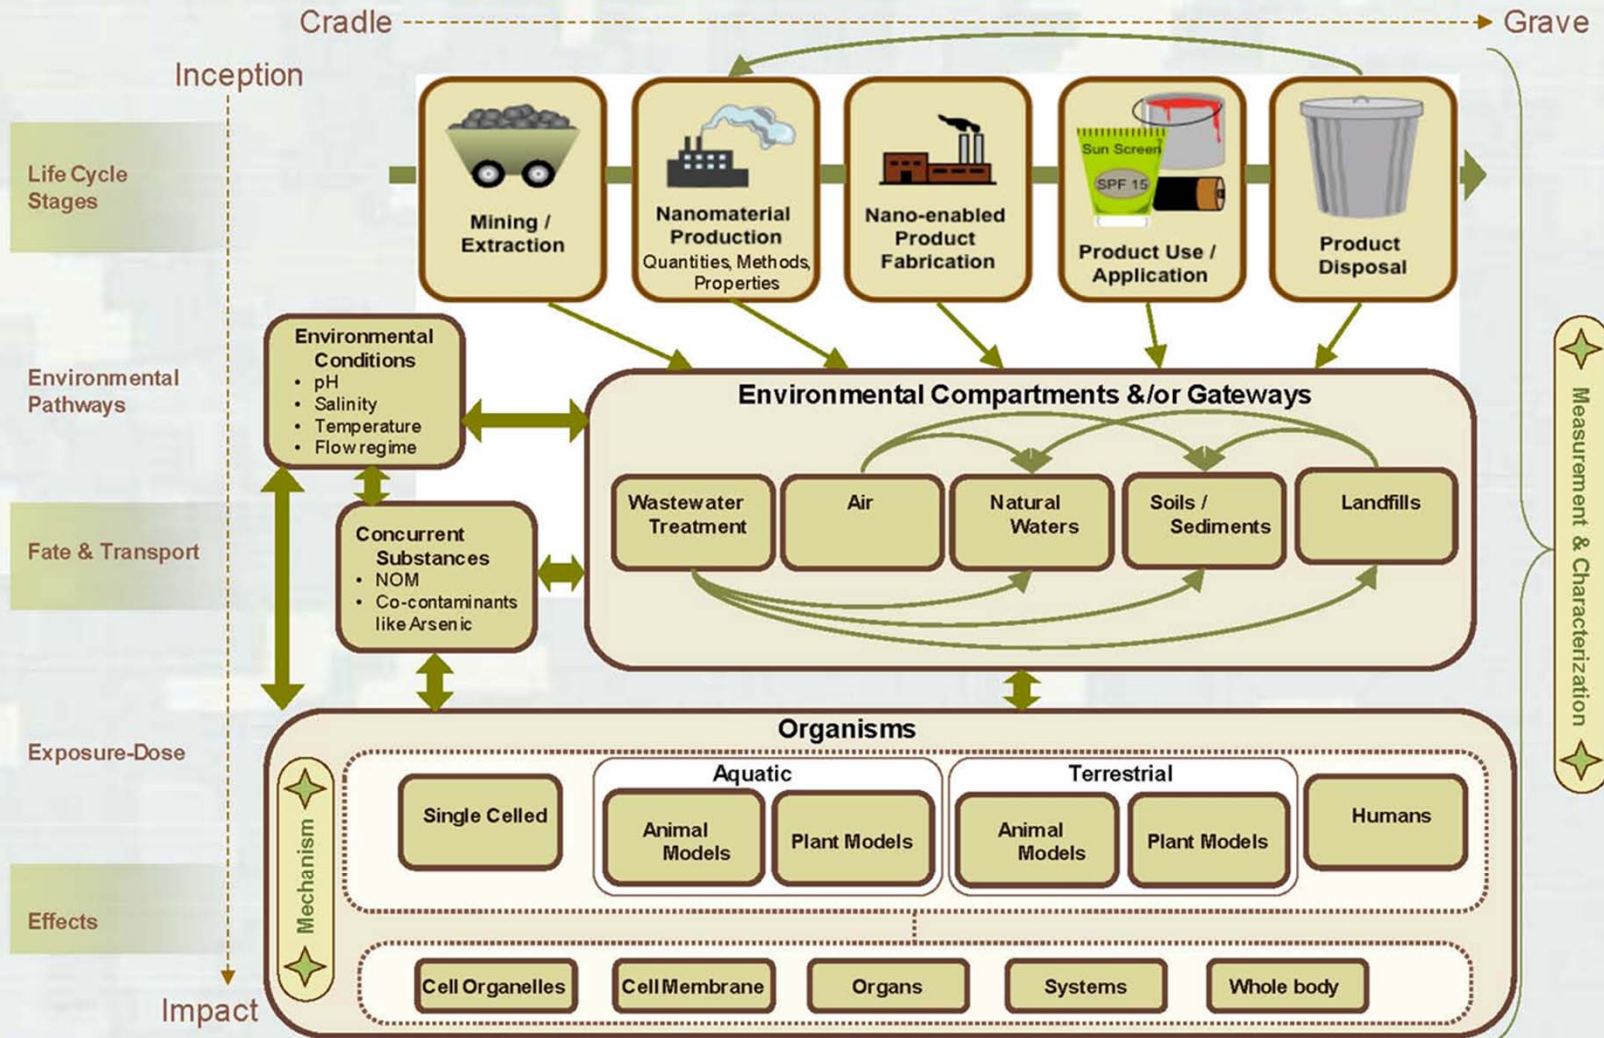 Cradle
Grave
Inception
Life Cycle
Stages
Mining /
Extraction
Nanomaterial
Production
Quantities, Methods,
Properties
Nano-enabled
Product
Fabrication
Sun Screen
SPF 15
Product Use /
Application
Product
Disposal
Environmental
Pathways
Environmental
Conditions
• pH
• Salinity
• Temperature
• Flow regime
Environmental Compartments &/or Gateways
Wastewater
Treatment
Air
Natural
Waters
Soils /
Sediments
Landfills
Fate & Transport
Concurrent
Substances
• NOM
• Co-contaminants
like Arsenic
Measurement & Characterization
Exposure-Dose
Organisms
Mechanism
Single Celled
Aquatic
Animal
Models
Plant Models
Terrestrial
Animal
Models
Plant Models
Humans
Effects
Cell Organelles
Cell Membrane
Organs
Systems
Whole body
Impact